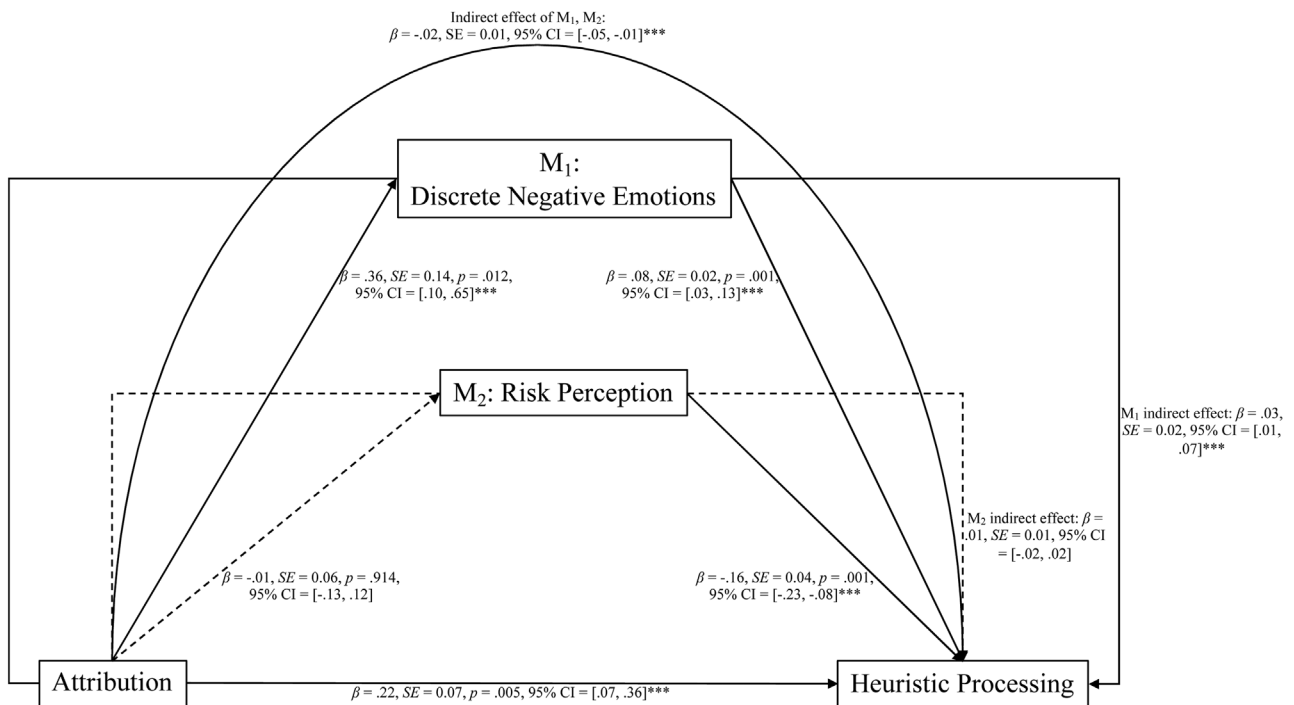 Indirect effect of M₁, M₂:
β = -.02, SE = 0.01, 95% CI = [-.05, -.01]***
M₁:
Discrete Negative Emotions
β = .36, SE = 0.14, p = .012,
95% CI = [.10, .65]***
β = .08, SE = 0.02, p = .001,
95% CI = [.03, .13]***
M₂: Risk Perception
M₁ indirect effect: β = .03,
SE = 0.02, 95% CI = [.01,
.07]***
M₂ indirect effect: β =
.01, SE = 0.01, 95% CI
= [-.02, .02]
β = -.01, SE = 0.06, p = .914,
95% CI = [-.13, .12]
β = -.16, SE = 0.04, p = .001,
95% CI = [-.23, -.08]***
Attribution
β = .22, SE = 0.07, p = .005, 95% CI = [.07, .36]***
Heuristic Processing